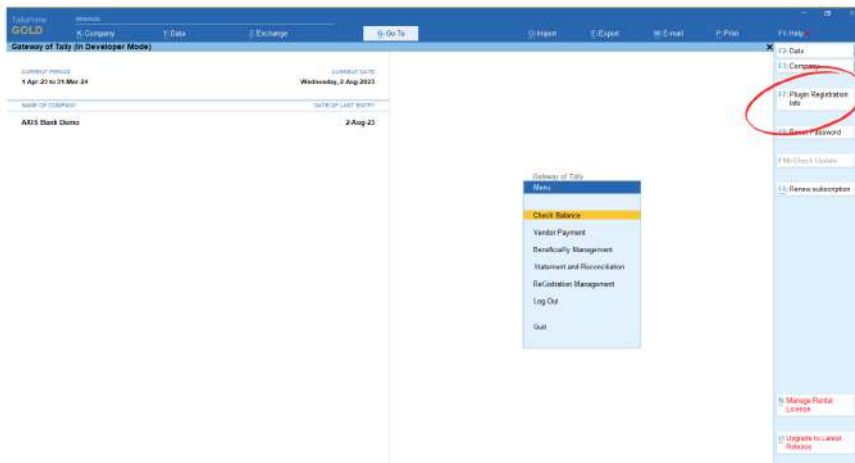 TallyPrime
GOLD
MANAGE
K: Company
Y: Data
Z: Exchange
G: Go To
O: Import
E: Export
M: E-mail
P: Print
F1: Help
Gateway of Tally (In Developer Mode)
CURRENT PERIOD
CURRENT DATE
1-Apr-23 to 31-Mar-24
Wednesday, 2-Aug-2023
NAME OF COMPANY
DATE OF LAST ENTRY
AXIS Bank Demo
2-Aug-23
Gateway of Tally
Menu
Check Balance
Vendor Payment
Beneficially Management
Statement and Reconciliation
ReGistration Management
Log Out
Quit
F2: Date
F3: Company
F7: Plugin Registration
Info
Reset Password
Check Update
Renew subscription
Manage Rental
License
Upgrade to Latest
Release